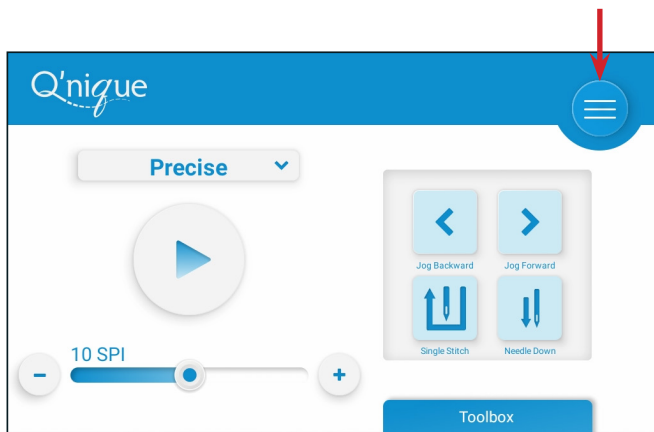 Q'nique
Precise
10 SPI
Jog Backward
Jog Forward
Single Stitch
Needle Down
Toolbox